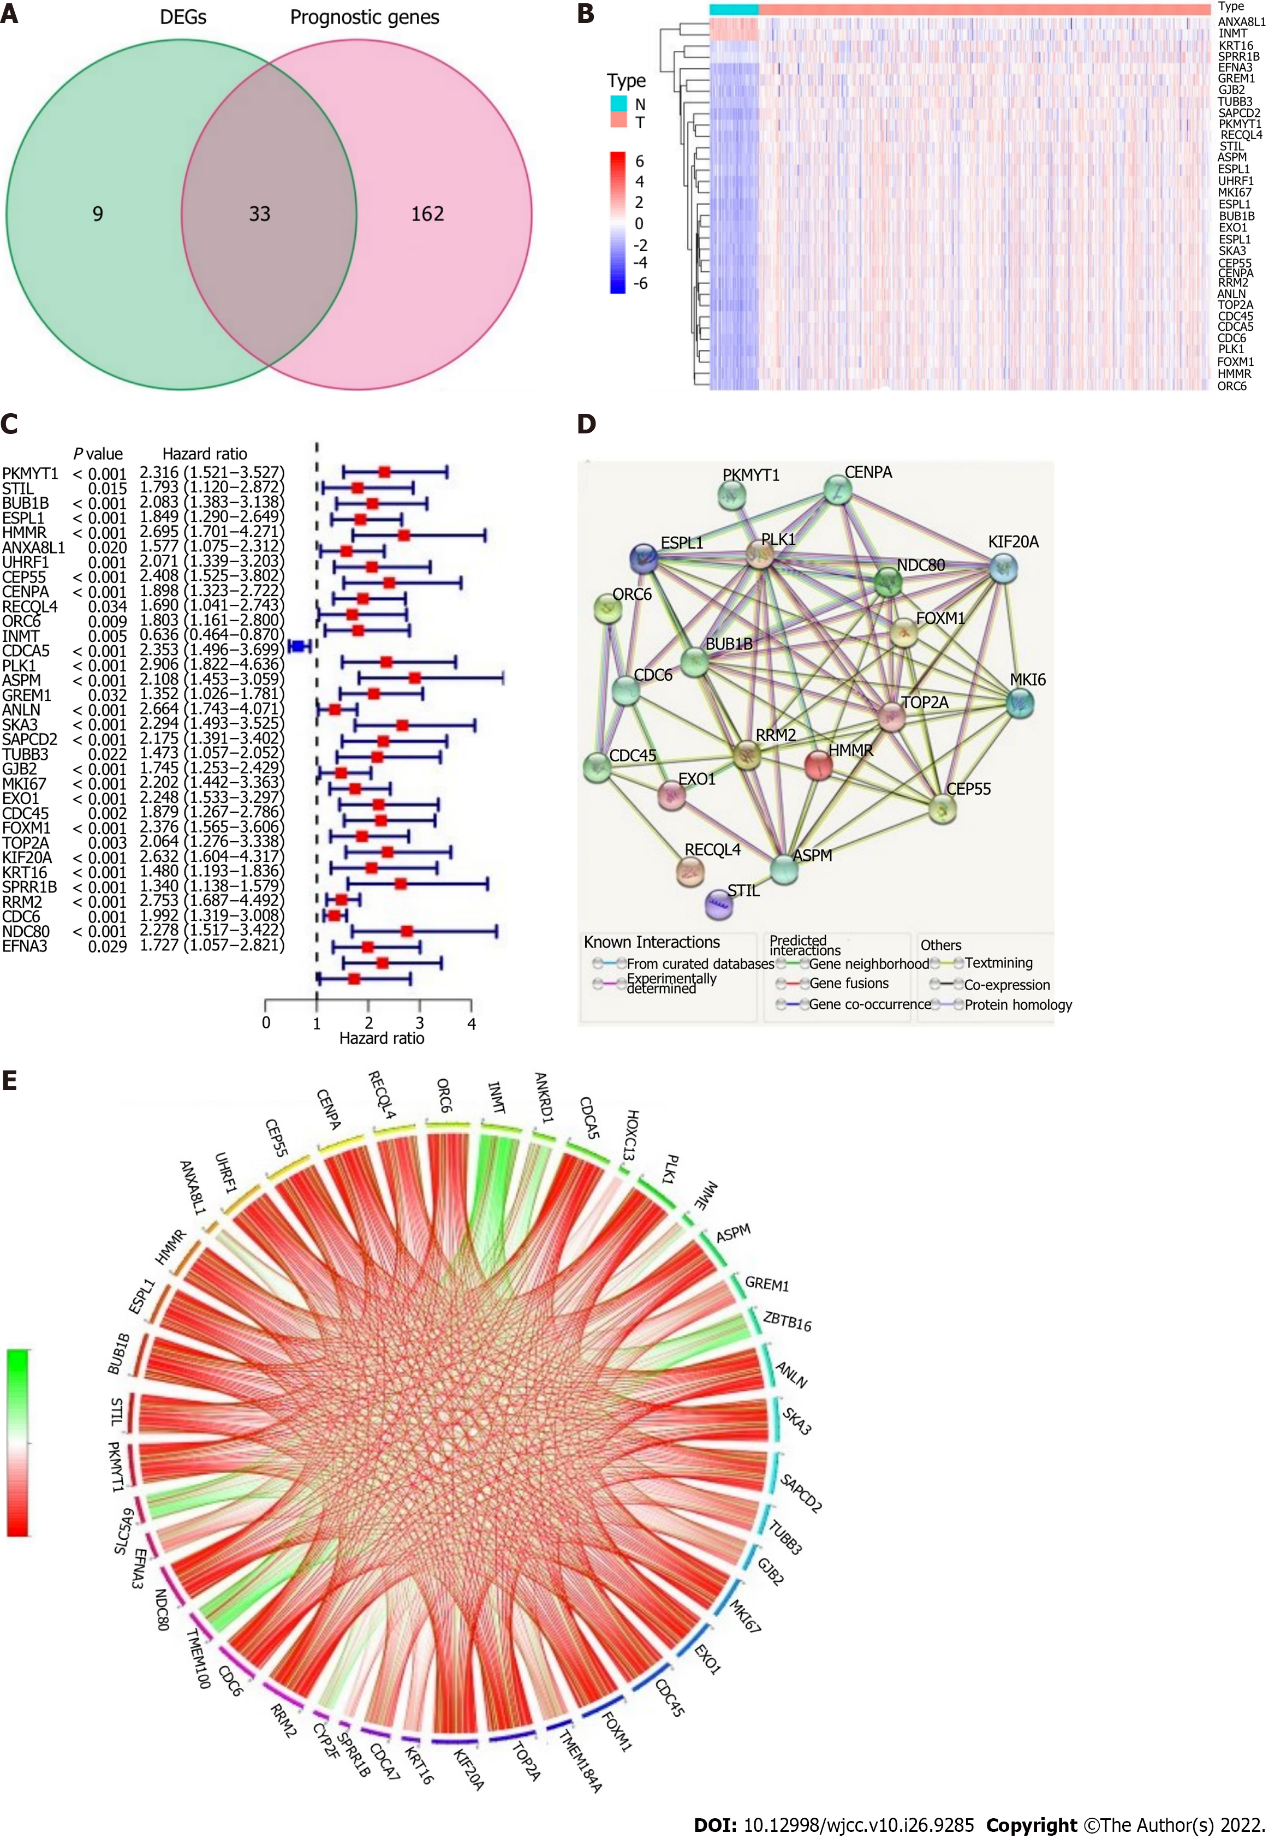 A
DEGs
Prognostic genes
9
33
162
B
Type
N
T
6
4
2
0
-2
-4
-6
Type
ANXA8L1
INMT
KRT16
SPRR1B
EFNA3
GREM1
GJB2
TUBB3
SAPCD2
PKMYT1
RECQL4
STIL
ASPM
ESPL1
UHRF1
MKI67
ESPL1
BUB1B
EXO1
ESPL1
SKA3
CEP55
CENPA
RRM2
ANLN
TOP2A
CDC45
CDCA5
CDC6
PLK1
FOXM1
HMMR
ORC6
C
P value Hazard ratio
PKMYT1 < 0.001 2.316 (1.521−3.527)
STIL 0.015 1.793 (1.120−2.872)
BUB1B < 0.001 2.083 (1.383−3.138)
ESPL1 < 0.001 1.849 (1.290−2.649)
HMMR < 0.001 2.695 (1.701−4.271)
ANXA8L1 0.020 1.577 (1.075−2.312)
UHRF1 0.001 2.071 (1.339−3.203)
CEP55 < 0.001 2.408 (1.525−3.802)
CENPA < 0.001 1.898 (1.323−2.722)
RECQL4 0.034 1.690 (1.041−2.743)
ORC6 0.009 1.803 (1.161−2.800)
INMT 0.005 0.636 (0.464−0.870)
CDCA5 < 0.001 2.353 (1.496−3.699)
PLK1 < 0.001 2.906 (1.822−4.636)
ASPM < 0.001 2.108 (1.453−3.059)
GREM1 0.032 1.352 (1.026−1.781)
ANLN < 0.001 2.664 (1.743−4.071)
SKA3 < 0.001 2.294 (1.493−3.525)
SAPCD2 < 0.001 2.175 (1.391−3.402)
TUBB3 0.022 1.473 (1.057−2.052)
GJB2 < 0.001 1.745 (1.253−2.429)
MKI67 < 0.001 2.202 (1.442−3.363)
EXO1 < 0.001 2.248 (1.533−3.297)
CDC45 0.002 1.879 (1.267−2.786)
FOXM1 < 0.001 2.376 (1.565−3.606)
TOP2A 0.003 2.064 (1.276−3.338)
KIF20A < 0.001 2.632 (1.604−4.317)
KRT16 < 0.001 1.480 (1.193−1.836)
SPRR1B < 0.001 1.340 (1.138−1.579)
RRM2 < 0.001 2.753 (1.687−4.492)
CDC6 0.001 1.992 (1.319−3.008)
NDC80 < 0.001 2.278 (1.517−3.422)
EFNA3 0.029 1.727 (1.057−2.821)
0 1 2 3 4
Hazard ratio
D
PKMYT1
CENPA
ESPL1
PLK1
KIF20A
NDC80
ORC6
FOXM1
BUB1B
CDC6
MKI6
TOP2A
RRM2
HMMR
CDC45
EXO1
CEP55
RECQL4
ASPM
STIL
Known Interactions
From curated databases
Experimentally
determined
Predicted
interactions
Gene neighborhood
Gene fusions
Gene co-occurrence
Others
Textmining
Co-expression
Protein homology
E
ORC6
INMT
ANKRD1
CDCA5
HOXC13
PLK1
MME
ASPM
GREM1
ZBTB16
ANLN
SKA3
SAPCD2
TUBB3
GJB2
MKI67
EXO1
CDC45
FOXM1
TMEM184A
TOP2A
KIF20A
KRT16
CDCA7
SPRR1B
CYP2F
RRM2
CDC6
TMEM100
NDC80
EFNA3
SLC5A9
PKMYT1
STIL
BUB1B
ESPL1
HMMR
ANXA8L1
UHRF1
CEP55
CENPA
RECQL4
DOI: 10.12998/wjcc.v10.i26.9285 Copyright ©The Author(s) 2022.